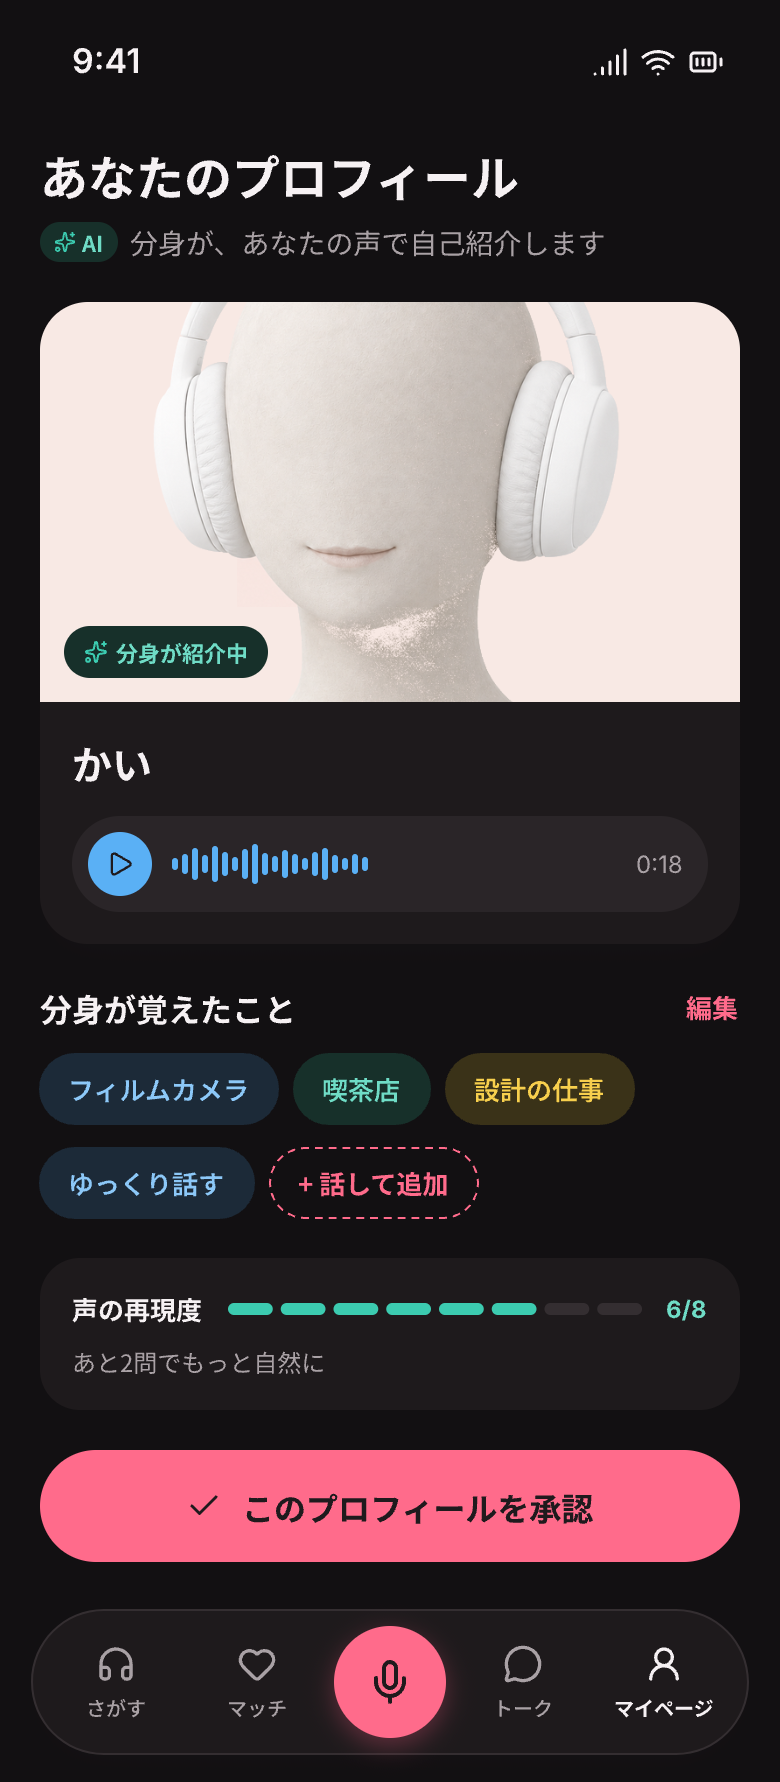 9:41
あなたのプロフィール
AI 分身が、あなたの声で自己紹介します
分身が紹介中
かい
0:18
分身が覚えたこと 編集
フィルムカメラ 喫茶店 設計の仕事
ゆっくり話す + 話して追加
声の再現度 6/8
あと2問でもっと自然に
このプロフィールを承認
さがす マッチ トーク マイページ